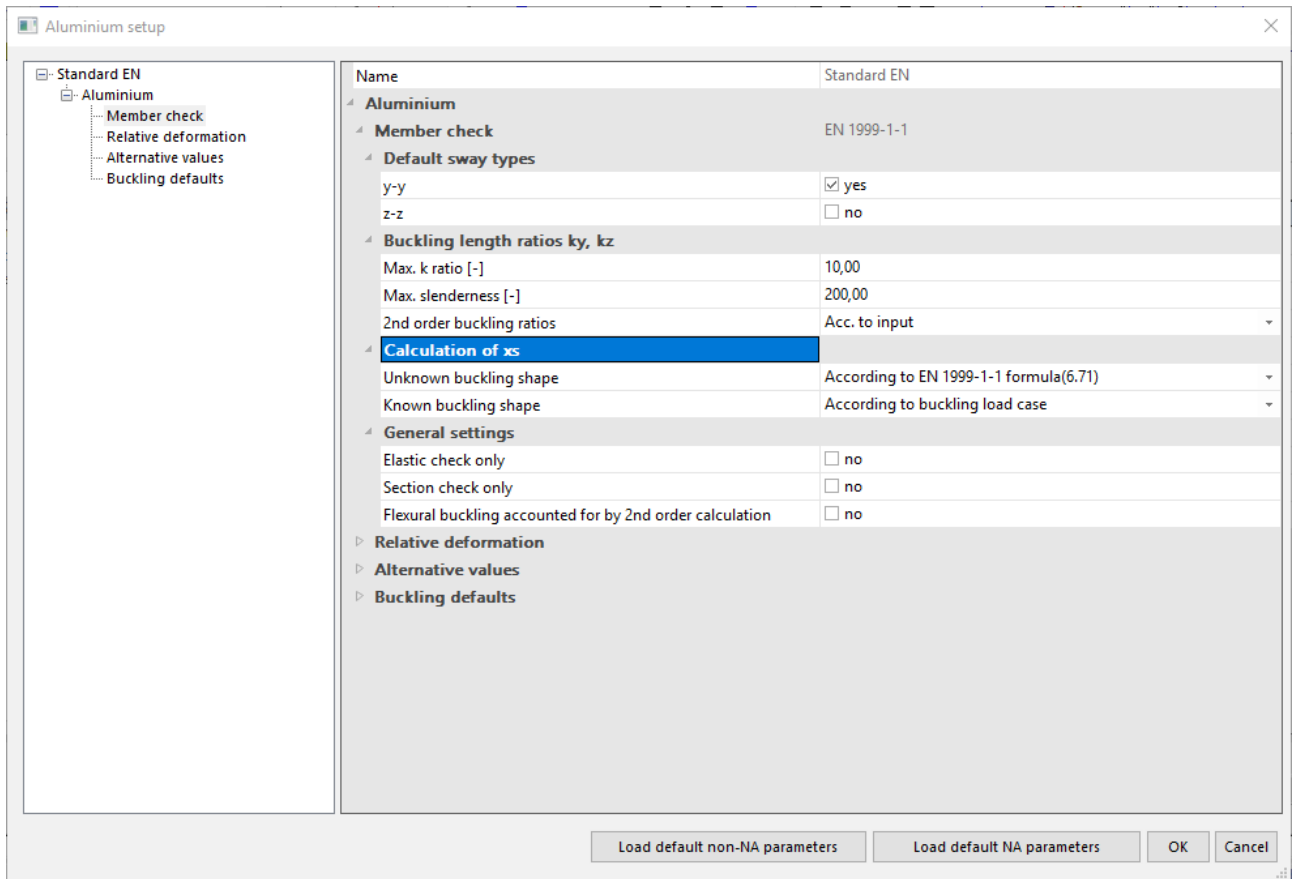 Aluminium setup
Standard EN
Aluminium
Member check
Relative deformation
Alternative values
Buckling defaults
Name Standard EN
Aluminium
Member check EN 1999-1-1
Default sway types
y-y yes
z-z no
Buckling length ratios ky, kz
Max. k ratio [-] 10,00
Max. slenderness [-] 200,00
2nd order buckling ratios Acc. to input
Calculation of xs
Unknown buckling shape According to EN 1999-1-1 formula(6.71)
Known buckling shape According to buckling load case
General settings
Elastic check only no
Section check only no
Flexural buckling accounted for by 2nd order calculation no
Relative deformation
Alternative values
Buckling defaults
Load default non-NA parameters Load default NA parameters OK Cancel